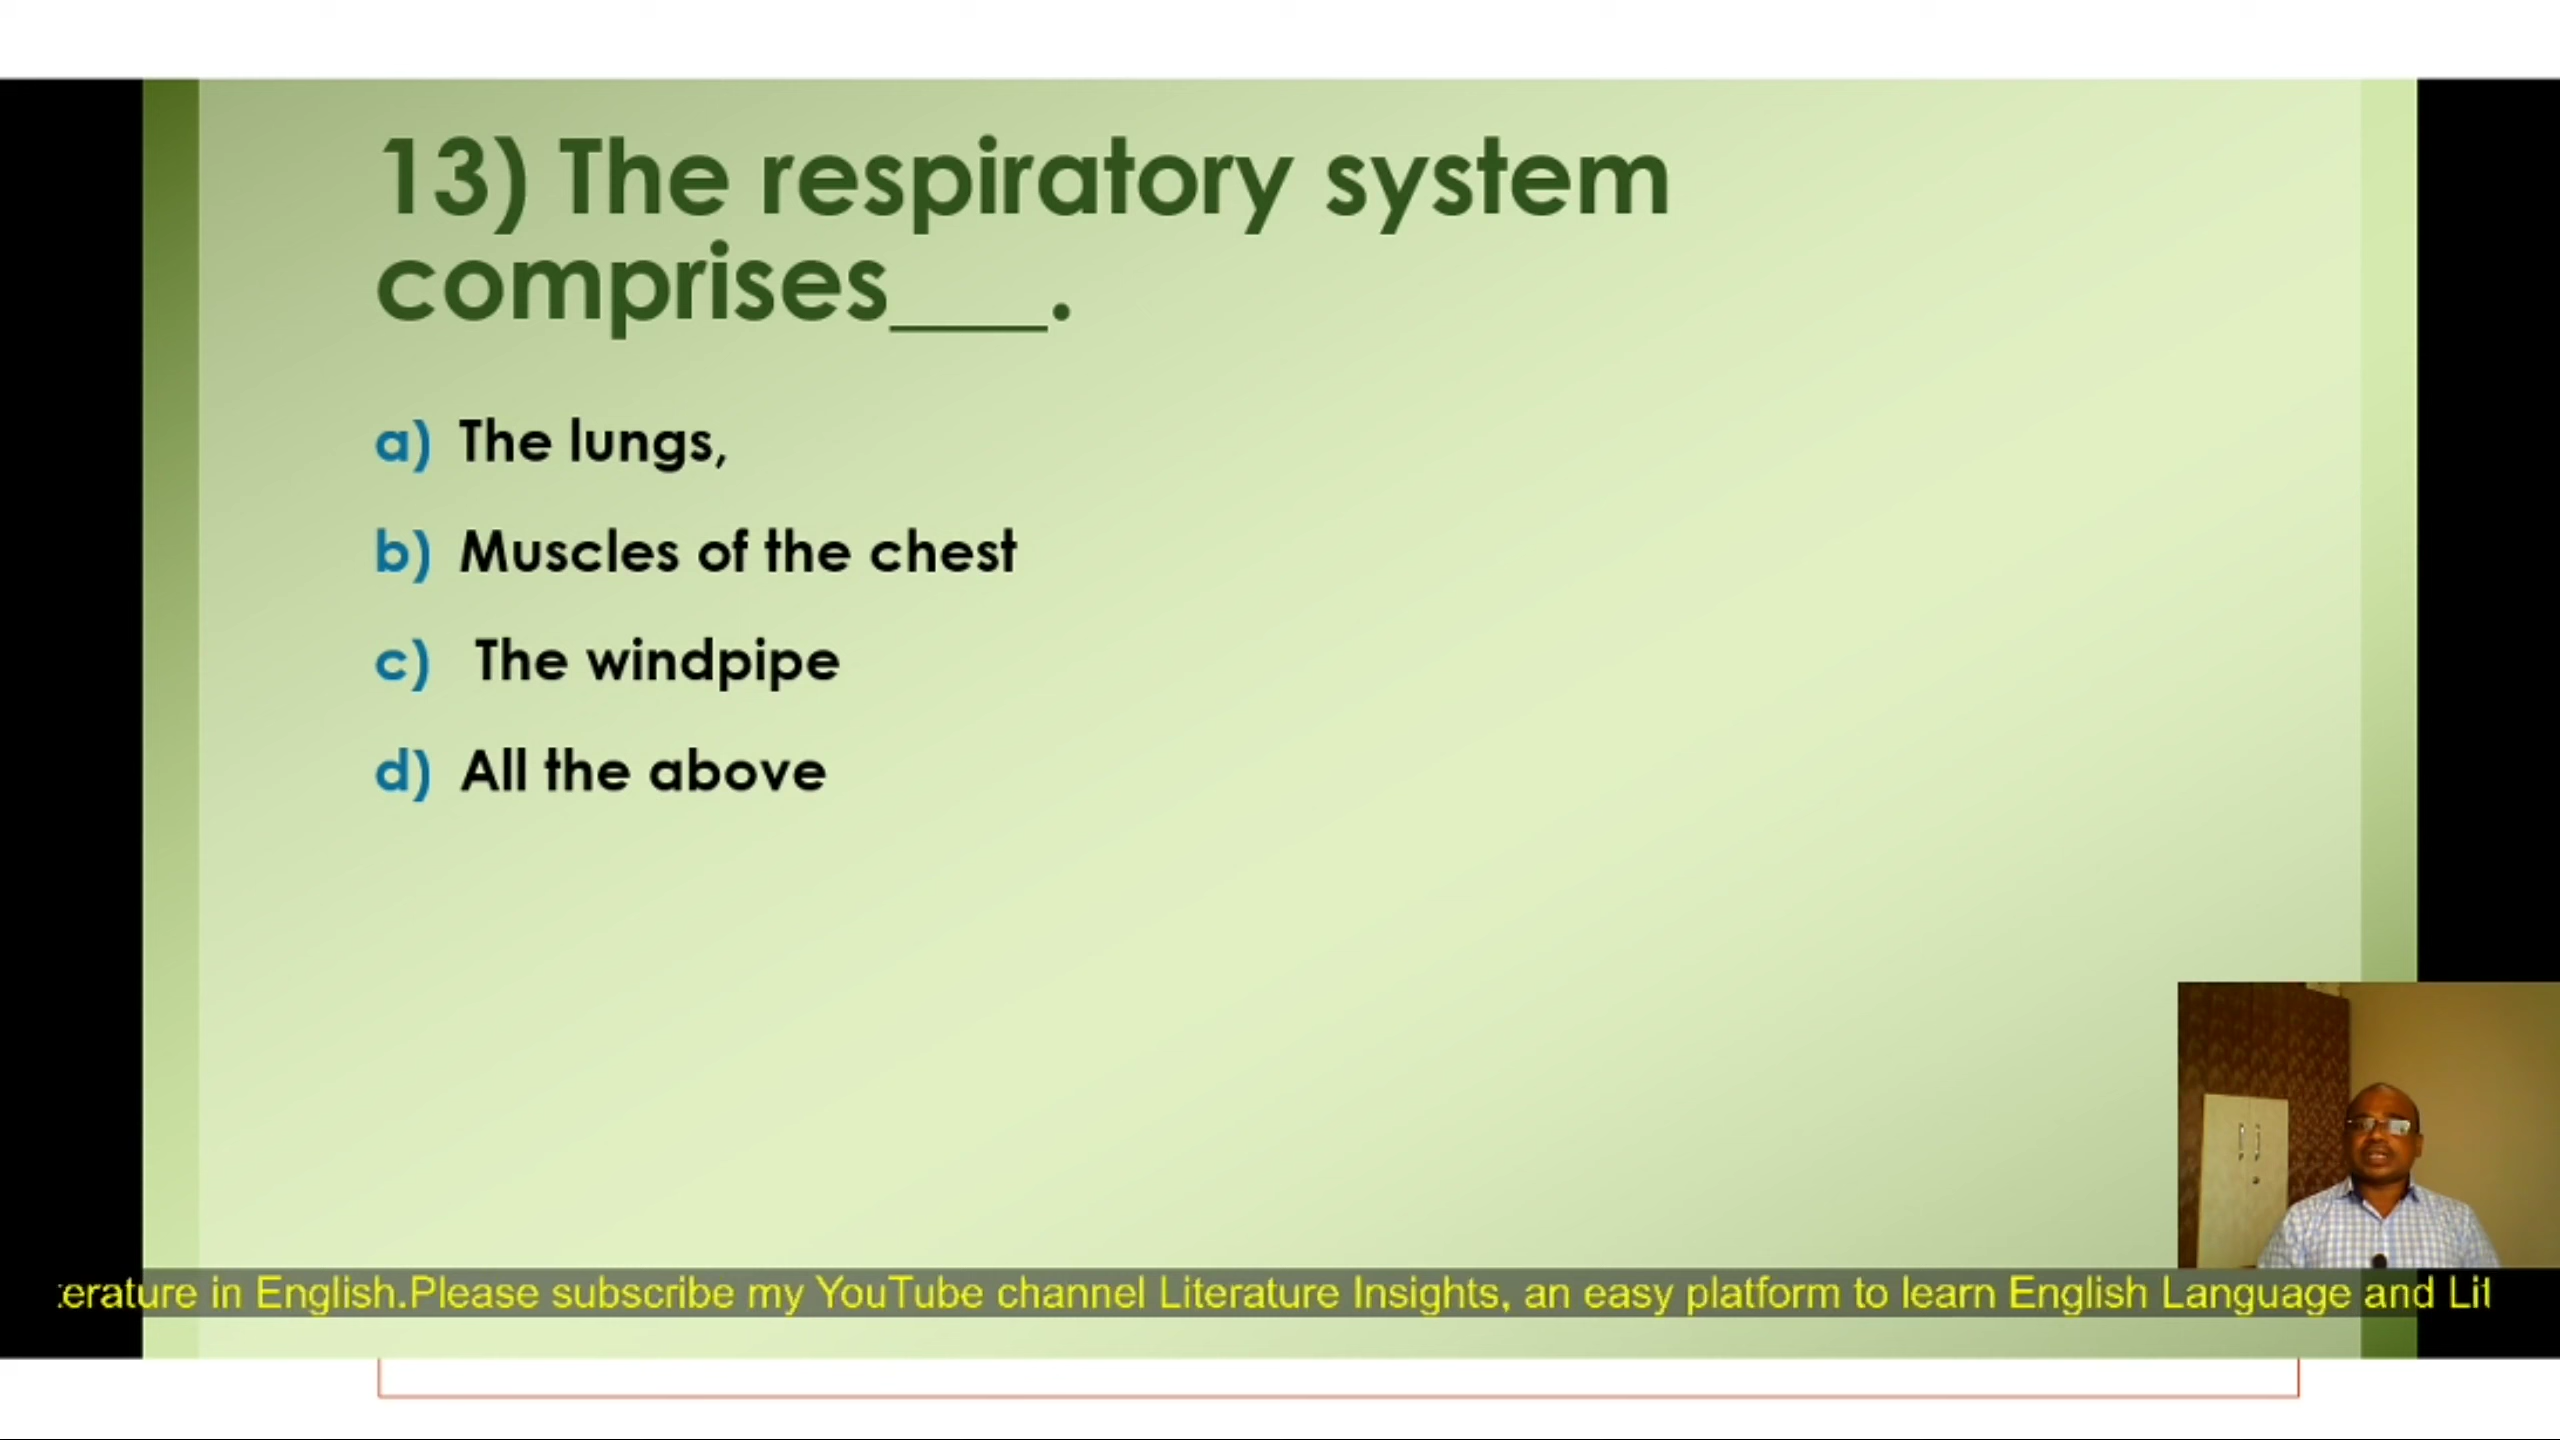 13) The respiratory system
comprises___.
a) The lungs,
b) Muscles of the chest
c) The windpipe
d) All the above
erature in English.Please subscribe my YouTube channel Literature Insights, an easy platform to learn English Language and Lit